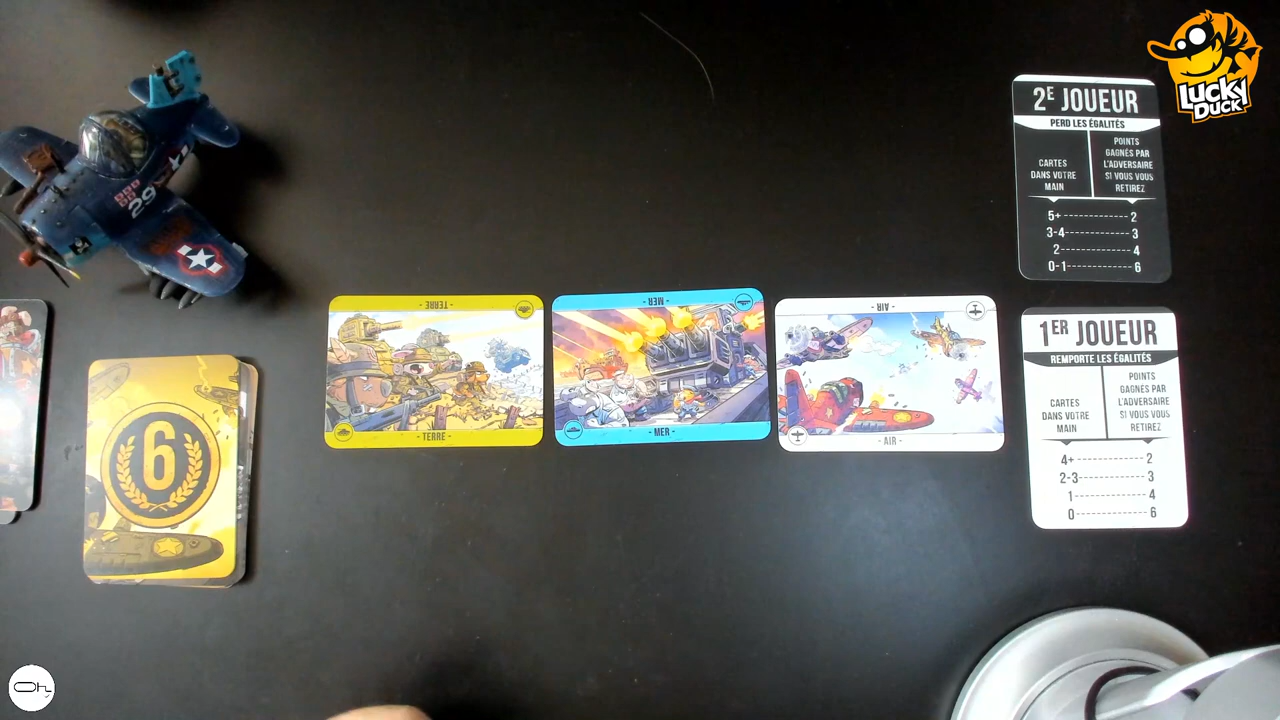 LUCKY
DUCK
2E JOUEUR
PERD LES ÉGALITÉS
CARTES
DANS VOTRE
MAIN
POINTS
GAGNÉS PAR
L'ADVERSAIRE
SI VOUS VOUS
RETIREZ
5+ 2
3-4 3
2 4
0-1 6
1ER JOUEUR
REMPORTE LES ÉGALITÉS
CARTES
DANS VOTRE
MAIN
POINTS
GAGNÉS PAR
L'ADVERSAIRE
SI VOUS VOUS
RETIREZ
4+ 2
2-3 3
1 4
0 6
- TERRE -
- TERRE -
- MER -
- MER -
- AIR -
- AIR -
6
29
Oh